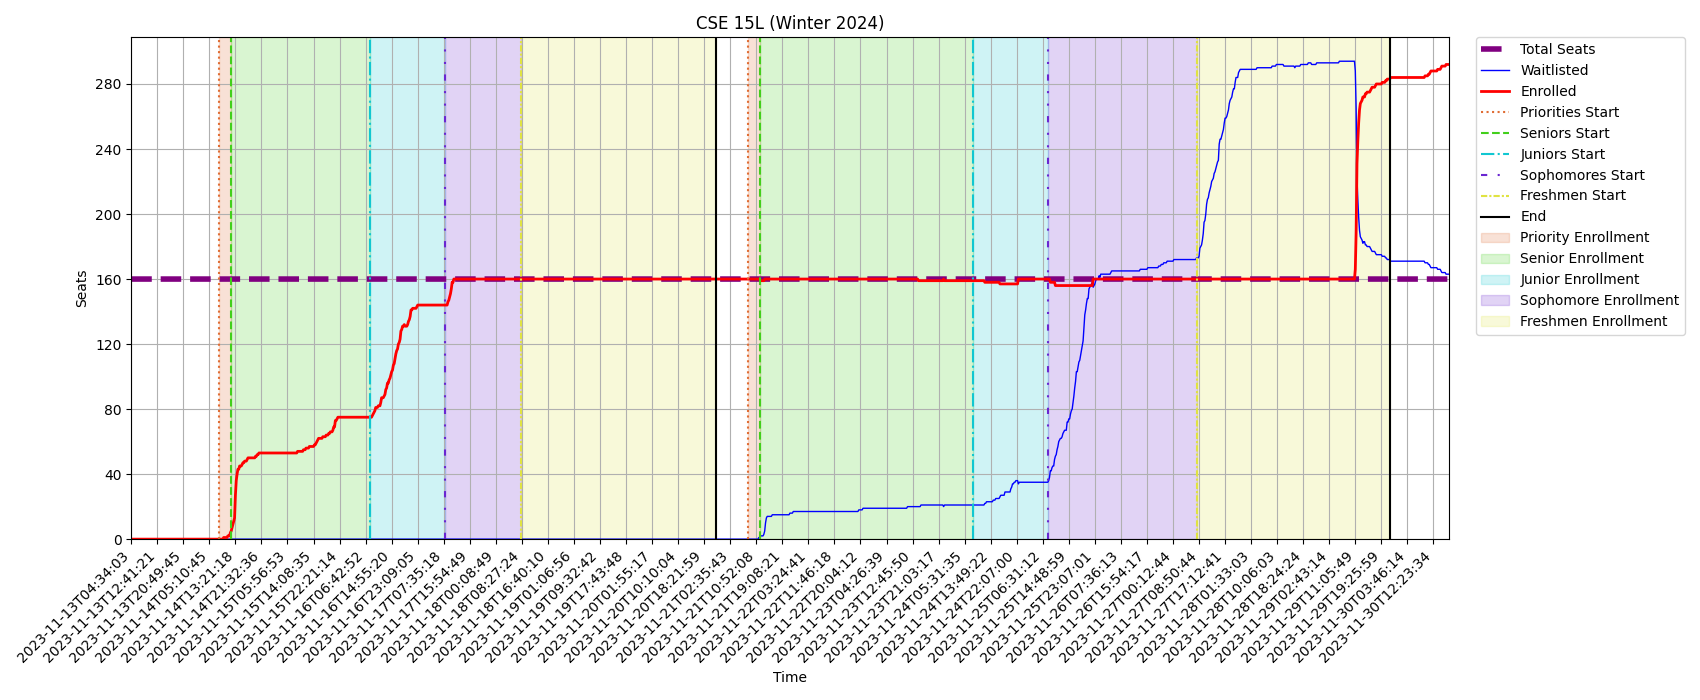 CSE 15L (Winter 2024)
Seats
280
240
200
160
120
80
40
0
2023-11-13T04:34:03
2023-11-13T12:41:21
2023-11-13T20:49:45
2023-11-14T05:10:45
2023-11-14T13:21:18
2023-11-14T21:32:36
2023-11-15T05:56:53
2023-11-15T14:08:35
2023-11-15T22:21:14
2023-11-16T06:42:52
2023-11-16T14:55:20
2023-11-16T23:09:05
2023-11-17T07:35:18
2023-11-17T15:54:49
2023-11-18T00:08:49
2023-11-18T08:27:24
2023-11-18T16:40:10
2023-11-19T01:06:56
2023-11-19T09:32:42
2023-11-19T17:43:48
2023-11-20T01:55:17
2023-11-20T10:10:04
2023-11-20T18:21:59
2023-11-21T02:35:43
2023-11-21T10:52:08
2023-11-21T19:08:21
2023-11-22T03:24:41
2023-11-22T11:46:18
2023-11-22T20:04:12
2023-11-23T04:26:39
2023-11-23T12:45:50
2023-11-23T21:03:17
2023-11-24T05:31:35
2023-11-24T13:49:22
2023-11-24T22:07:00
2023-11-25T06:31:12
2023-11-25T14:48:59
2023-11-25T23:07:01
2023-11-26T07:36:13
2023-11-26T15:54:17
2023-11-27T00:12:44
2023-11-27T08:50:44
2023-11-27T17:12:41
2023-11-28T01:33:03
2023-11-28T10:06:03
2023-11-28T18:24:24
2023-11-29T02:43:14
2023-11-29T11:05:49
2023-11-29T19:25:59
2023-11-30T03:46:14
2023-11-30T12:23:34
Time
Total Seats
Waitlisted
Enrolled
Priorities Start
Seniors Start
Juniors Start
Sophomores Start
Freshmen Start
End
Priority Enrollment
Senior Enrollment
Junior Enrollment
Sophomore Enrollment
Freshmen Enrollment